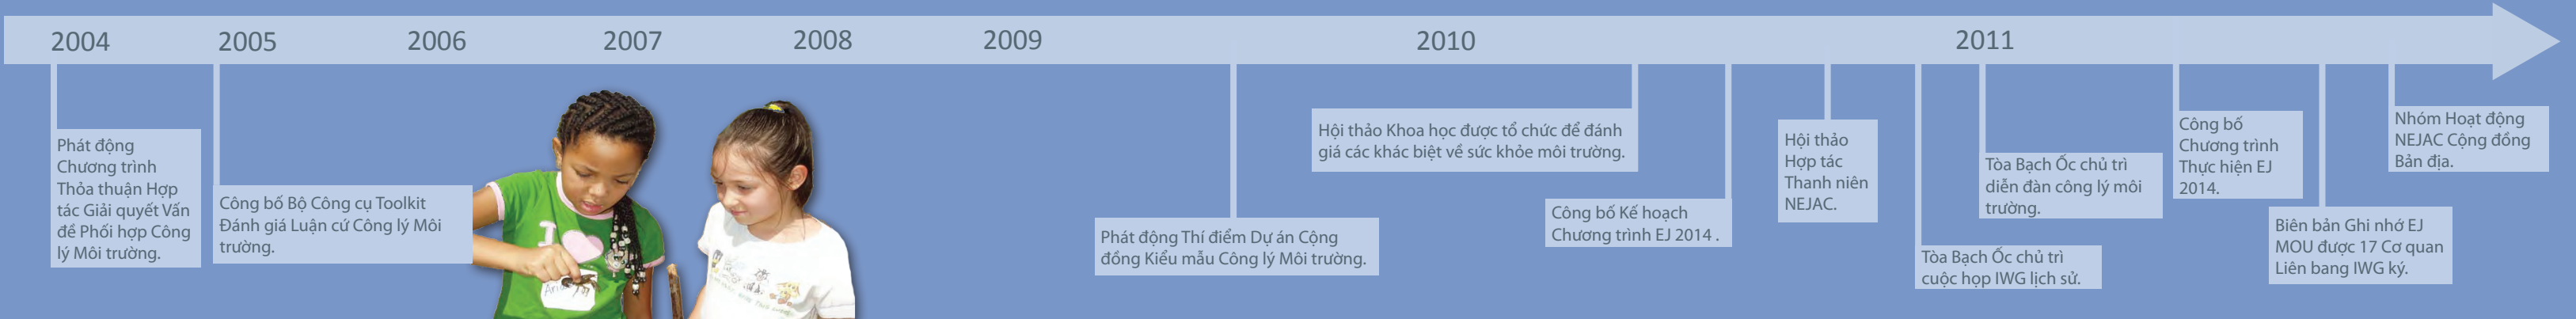 2004 2005 2006 2007 2008 2009 2010 2011
Phát động
Chương trình
Thỏa thuận Hợp
tác Giải quyết Vấn
đề Phối hợp Công
lý Môi trường.
Công bố Bộ Công cụ Toolkit
Đánh giá Luận cứ Công lý Môi
trường.
Phát động Thí điểm Dự án Cộng
đồng Kiểu mẫu Công lý Môi trường.
Hội thảo Khoa học được tổ chức để đánh
giá các khác biệt về sức khỏe môi trường.
Công bố Kế hoạch
Chương trình EJ 2014 .
Hội thảo
Hợp tác
Thanh niên
NEJAC.
Tòa Bạch Ốc chủ trì
cuộc họp IWG lịch sử.
Tòa Bạch Ốc chủ trì
diễn đàn công lý môi
trường.
Công bố
Chương trình
Thực hiện EJ
2014.
Biên bản Ghi nhớ EJ
MOU được 17 Cơ quan
Liên bang IWG ký.
Nhóm Hoạt động
NEJAC Cộng đồng
Bản địa.